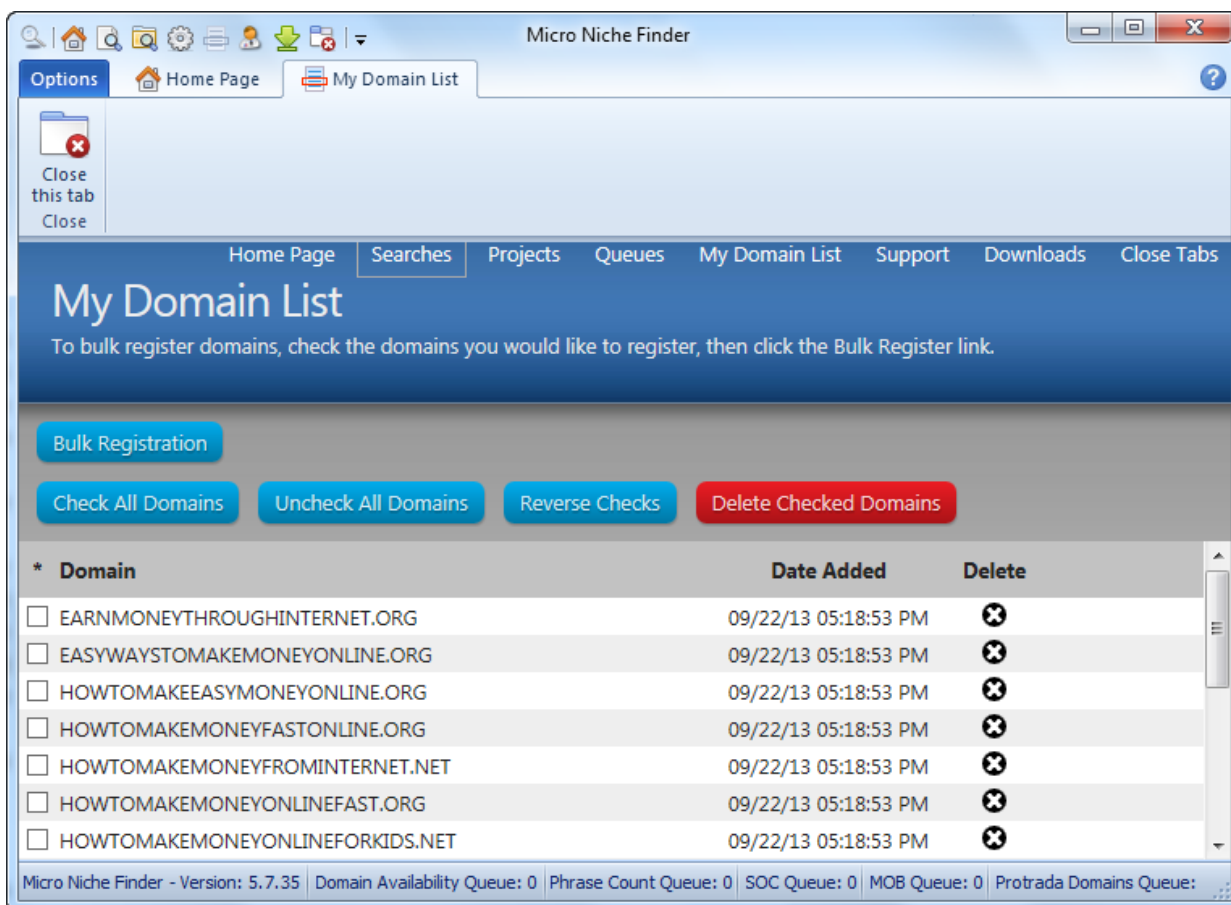 Micro Niche Finder
Options Home Page My Domain List
Close
this tab
Close
Home Page Searches Projects Queues My Domain List Support Downloads Close Tabs
My Domain List
To bulk register domains, check the domains you would like to register, then click the Bulk Register link.
Bulk Registration
Check All Domains Uncheck All Domains Reverse Checks Delete Checked Domains
* Domain Date Added Delete
EARNMONEYTHROUGHINTERNET.ORG 09/22/13 05:18:53 PM
EASYWAYSTOMAKEMONEYONLINE.ORG 09/22/13 05:18:53 PM
HOWTOMAKEEASYMONEYONLINE.ORG 09/22/13 05:18:53 PM
HOWTOMAKEMONEYFASTONLINE.ORG 09/22/13 05:18:53 PM
HOWTOMAKEMONEYFROMINTERNET.NET 09/22/13 05:18:53 PM
HOWTOMAKEMONEYONLINEFAST.ORG 09/22/13 05:18:53 PM
HOWTOMAKEMONEYONLINEFORKIDS.NET 09/22/13 05:18:53 PM
Micro Niche Finder - Version: 5.7.35 Domain Availability Queue: 0 Phrase Count Queue: 0 SOC Queue: 0 MOB Queue: 0 Protrada Domains Queue: